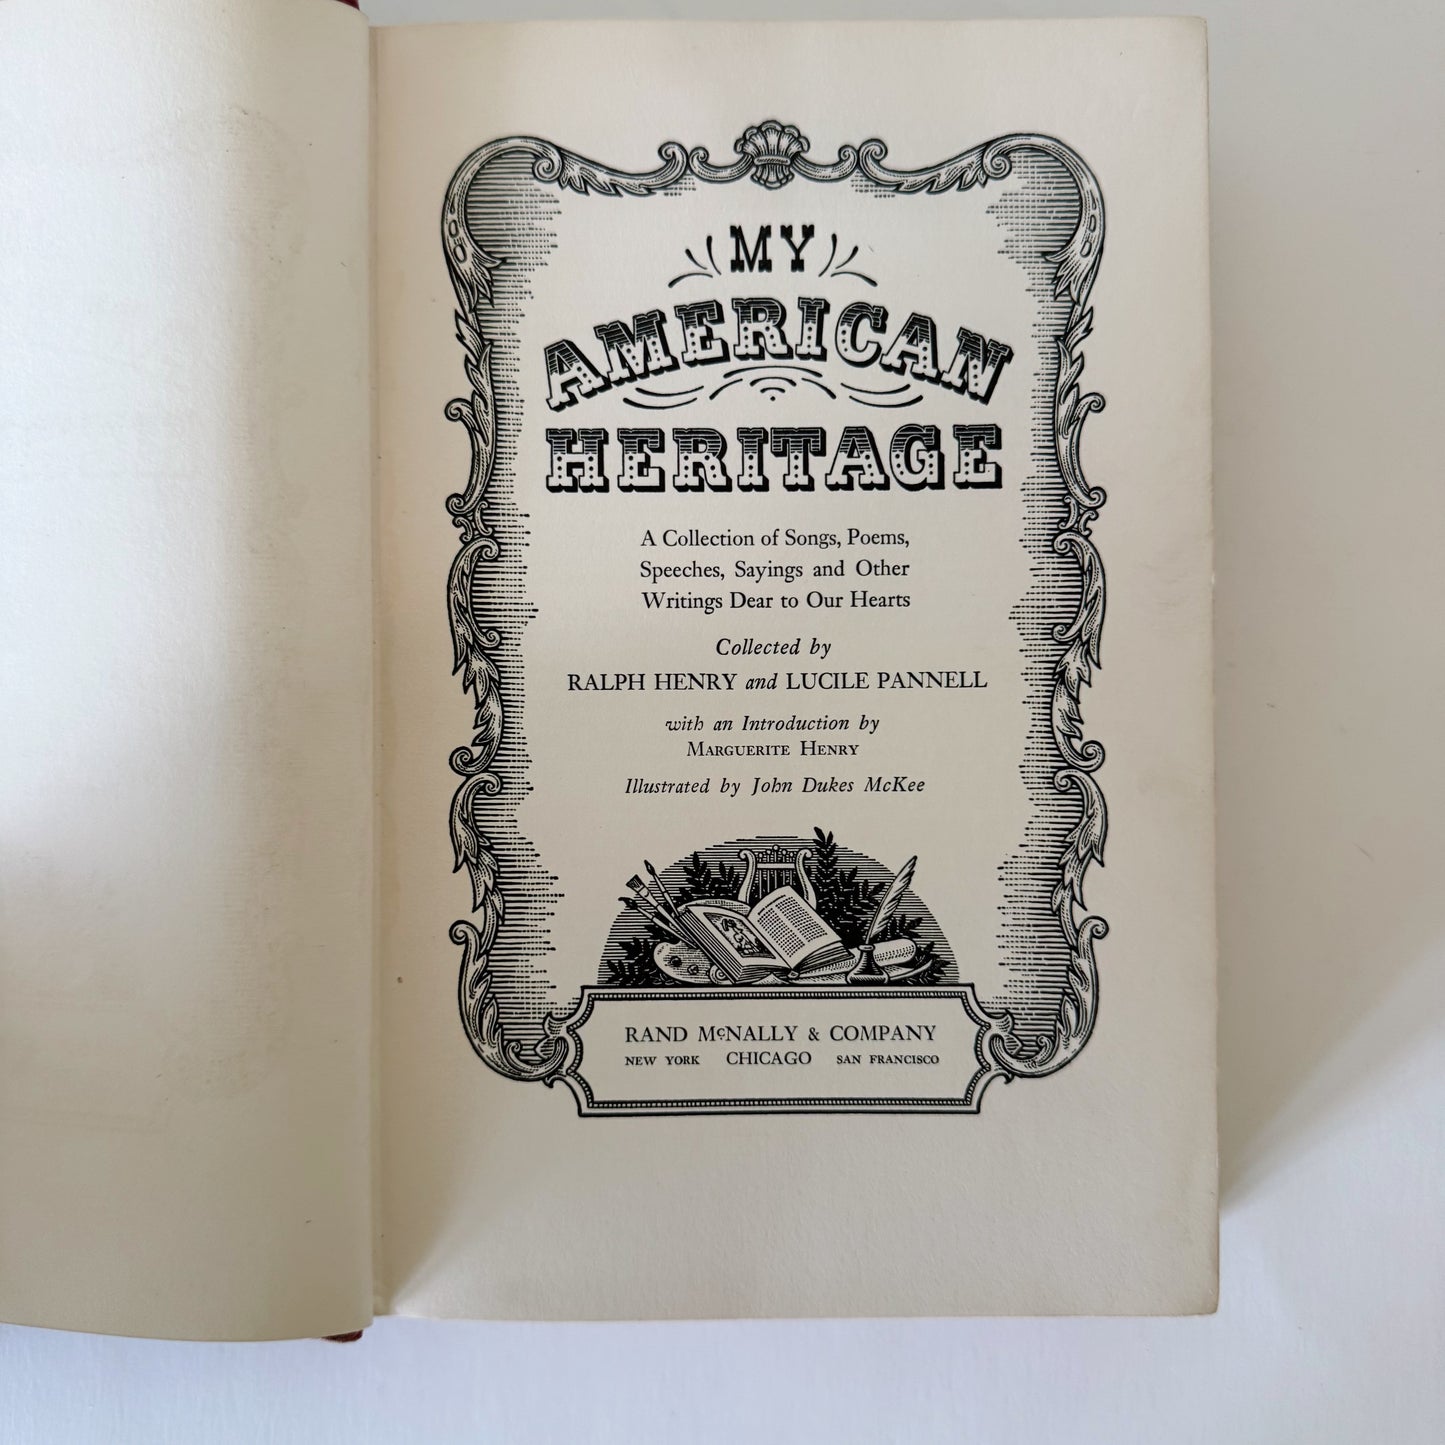 MY
AMERICAN
HERITAGE
A Collection of Songs, Poems,
Speeches, Sayings and Other
Writings Dear to Our Hearts
Collected by
RALPH HENRY and LUCILE PANNELL
with an Introduction by
MARGUERITE HENRY
Illustrated by John Dukes McKee
RAND McNALLY & COMPANY
NEW YORK CHICAGO SAN FRANCISCO